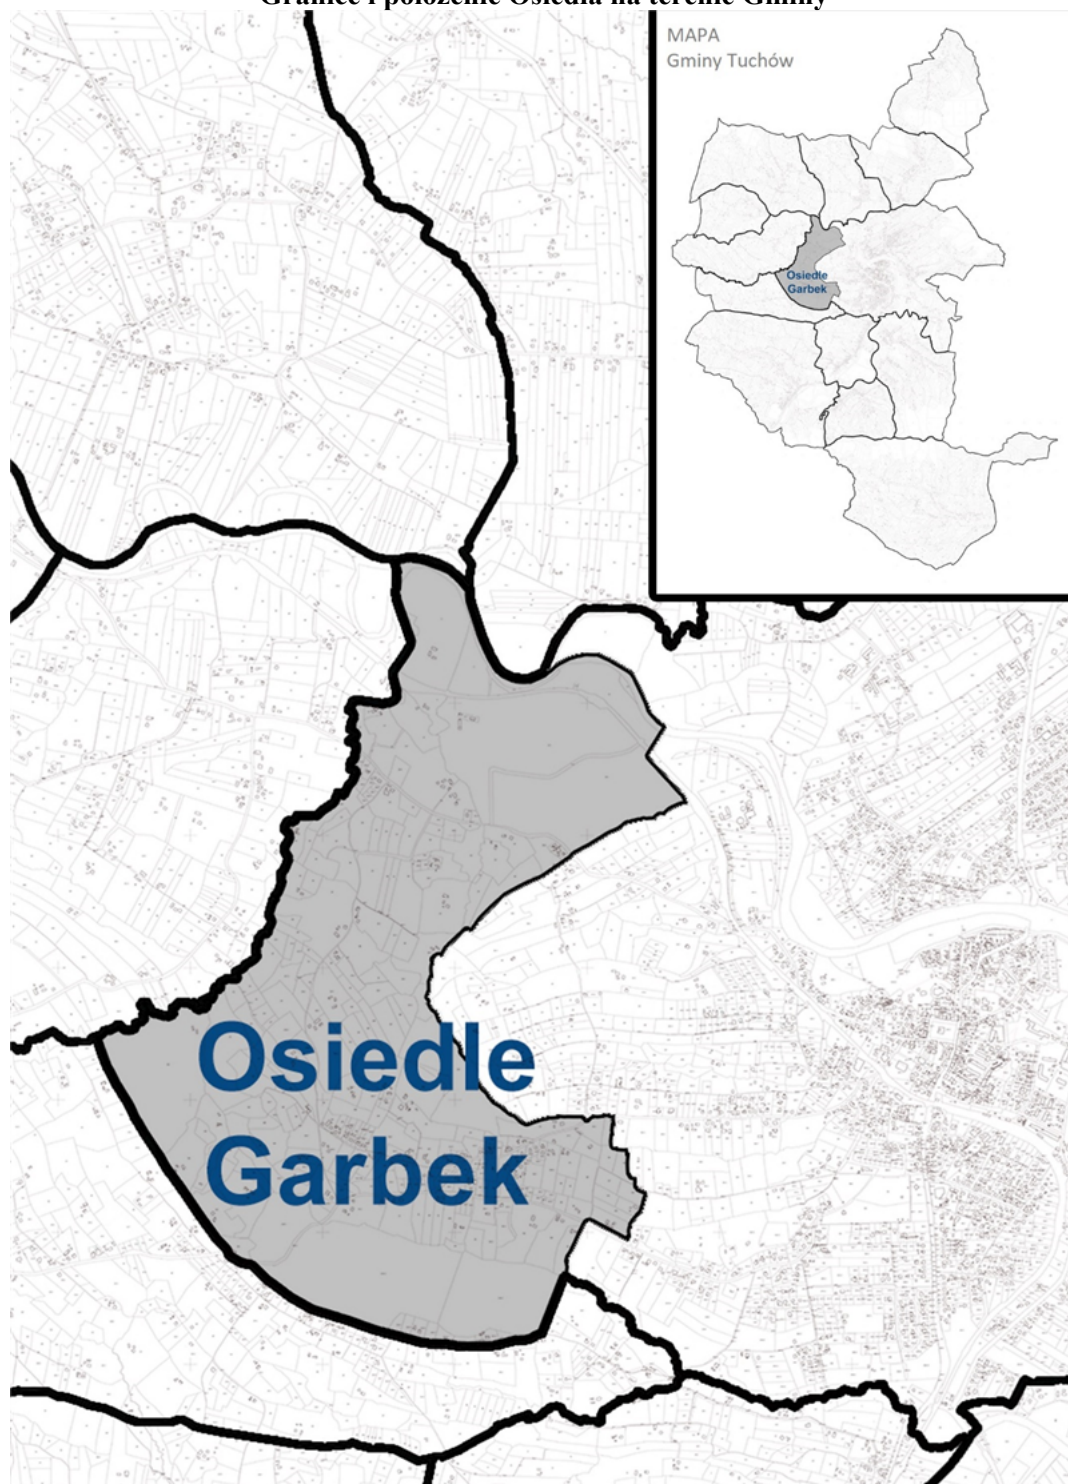 Granice i położenie Osiedla na terenie Gminy
MAPA
Gminy Tuchów
Osiedle
Garbek
Osiedle
Garbek